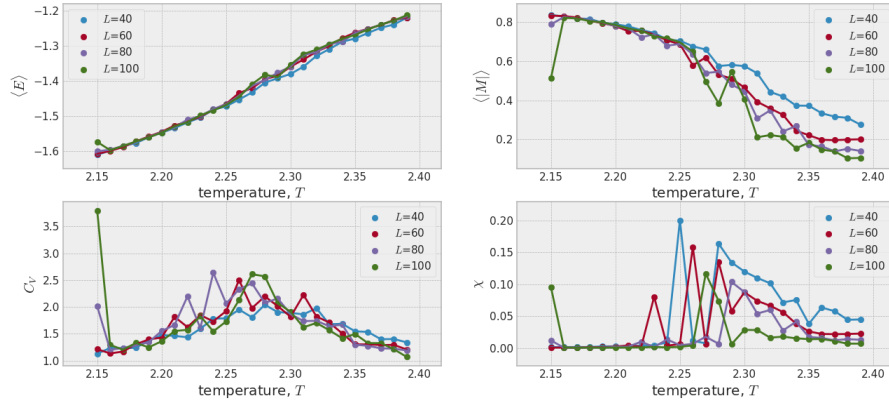 ⟨E⟩
−1.2
−1.3
−1.4
−1.5
−1.6
L=40
L=60
L=80
L=100
2.15 2.20 2.25 2.30 2.35 2.40
temperature, T
⟨|M|⟩
0.8
0.6
0.4
0.2
L=40
L=60
L=80
L=100
2.15 2.20 2.25 2.30 2.35 2.40
temperature, T
C_V
3.5
3.0
2.5
2.0
1.5
1.0
L=40
L=60
L=80
L=100
2.15 2.20 2.25 2.30 2.35 2.40
temperature, T
χ
0.20
0.15
0.10
0.05
0.00
L=40
L=60
L=80
L=100
2.15 2.20 2.25 2.30 2.35 2.40
temperature, T